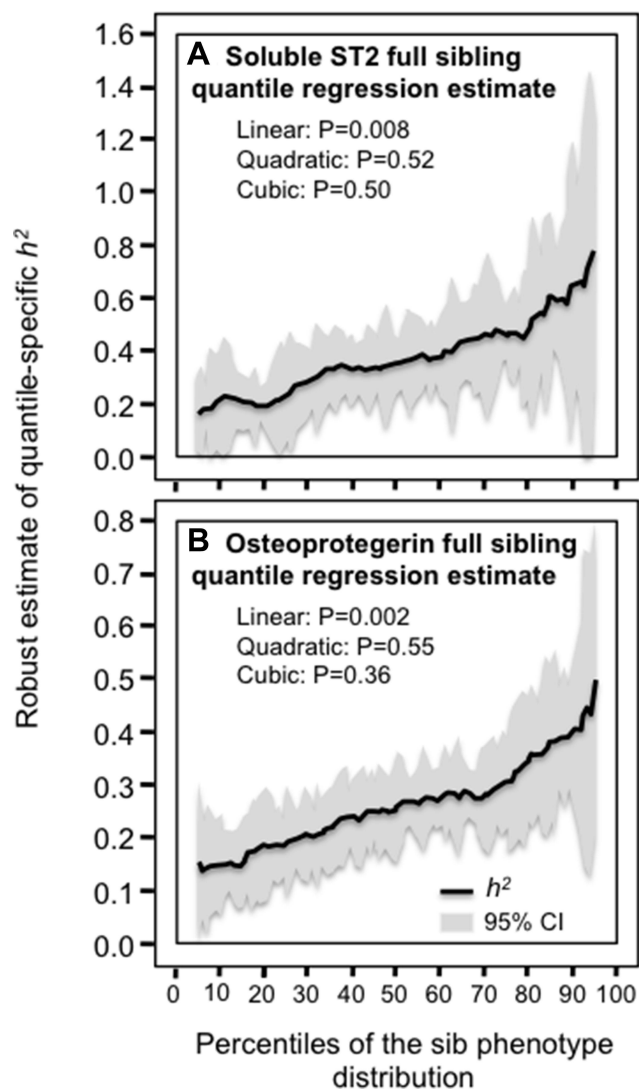 Robust estimate of quantile-specific h²
A Soluble ST2 full sibling
quantile regression estimate
Linear: P=0.008
Quadratic: P=0.52
Cubic: P=0.50
1.6
1.4
1.2
1.0
0.8
0.6
0.4
0.2
0.0
B Osteoprotegerin full sibling
quantile regression estimate
Linear: P=0.002
Quadratic: P=0.55
Cubic: P=0.36
0.8
0.7
0.6
0.5
0.4
0.3
0.2
0.1
0.0
h²
95% CI
0 10 20 30 40 50 60 70 80 90 100
Percentiles of the sib phenotype
distribution